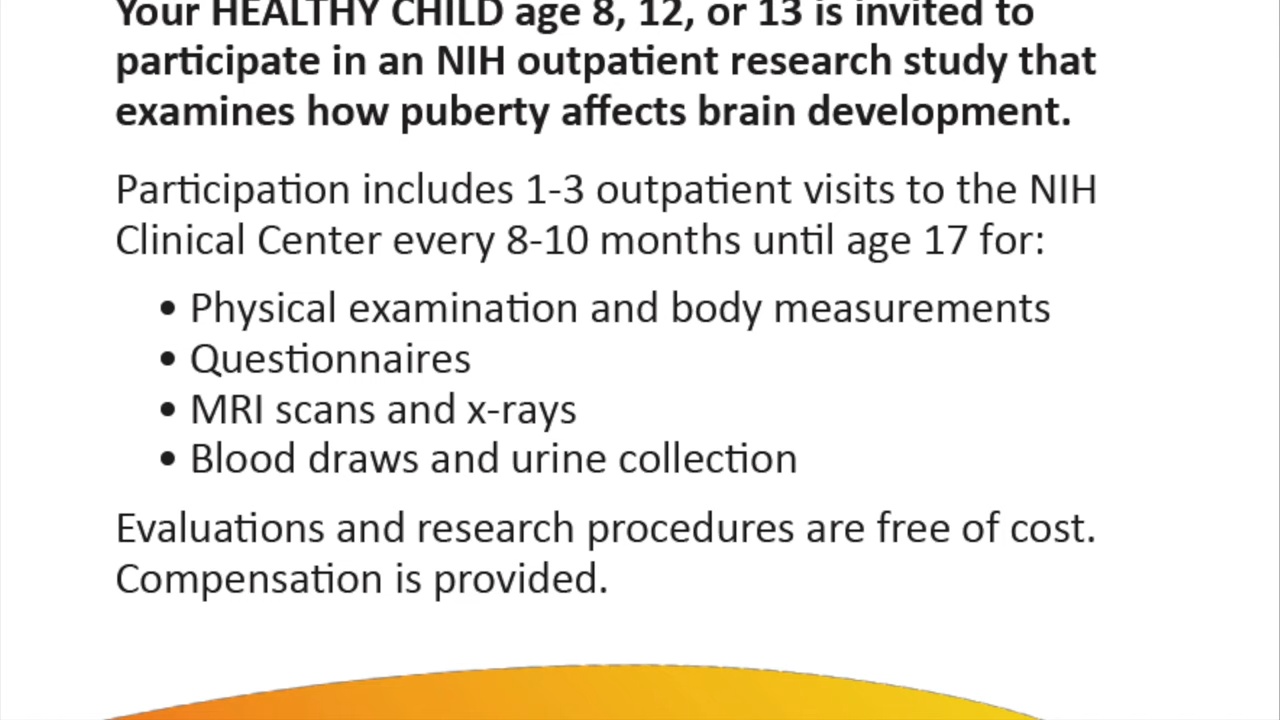 Your HEALTHY CHILD age 8, 12, or 13 is invited to
participate in an NIH outpatient research study that
examines how puberty affects brain development.
Participation includes 1-3 outpatient visits to the NIH
Clinical Center every 8-10 months until age 17 for:
• Physical examination and body measurements
• Questionnaires
• MRI scans and x-rays
• Blood draws and urine collection
Evaluations and research procedures are free of cost.
Compensation is provided.